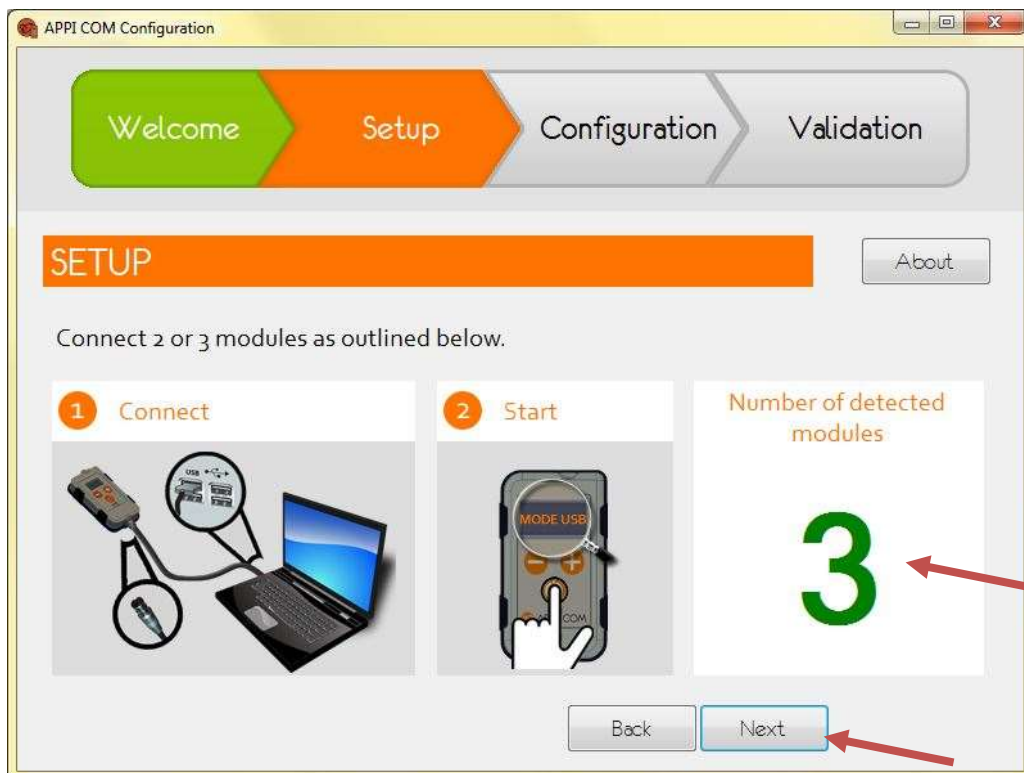 APPI COM Configuration
Welcome Setup Configuration Validation
SETUP
About
Connect 2 or 3 modules as outlined below.
1 Connect
2 Start
Number of detected
modules
USB
MODE USB
3
COM
Back
Next